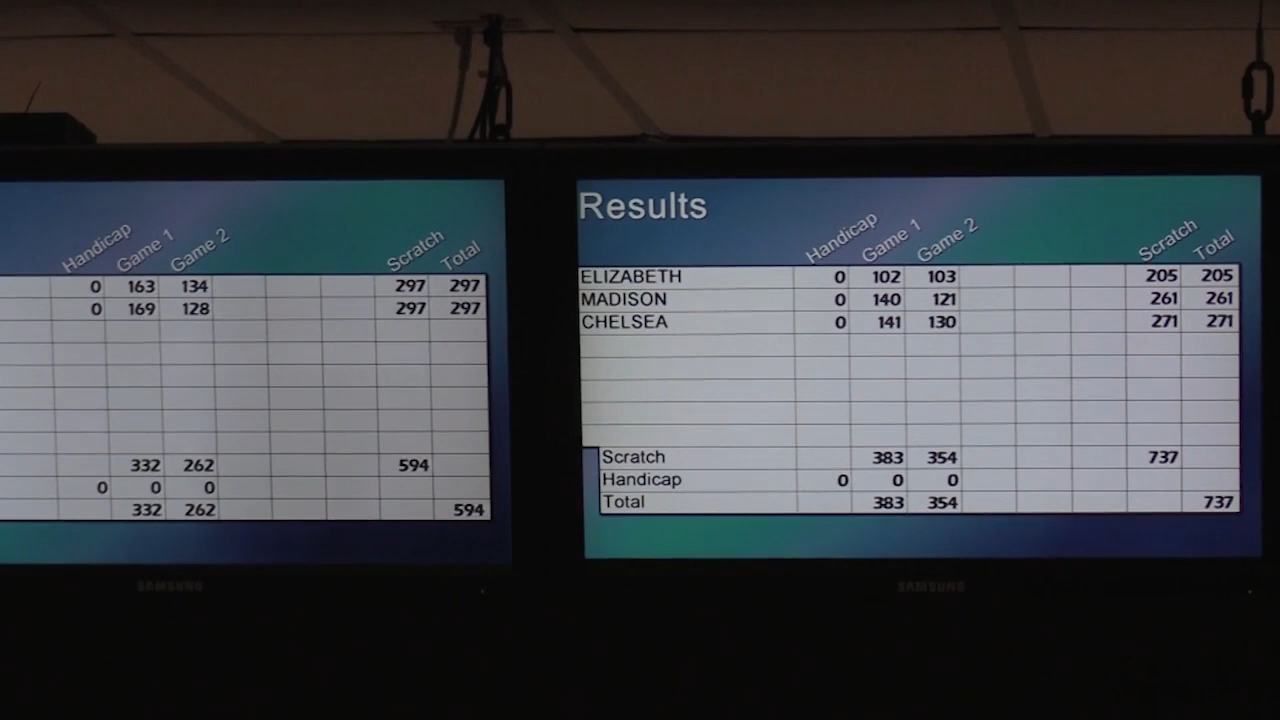 Handicap Game 1 Game 2 Scratch Total
0 163 134 297 297
0 169 128 297 297
332 262 594
0 0 0
332 262 594
SAMSUNG
Results
Handicap Game 1 Game 2 Scratch Total
ELIZABETH 0 102 103 205 205
MADISON 0 140 121 261 261
CHELSEA 0 141 130 271 271
Scratch 383 354 737
Handicap 0 0 0
Total 383 354 737
SAMSUNG